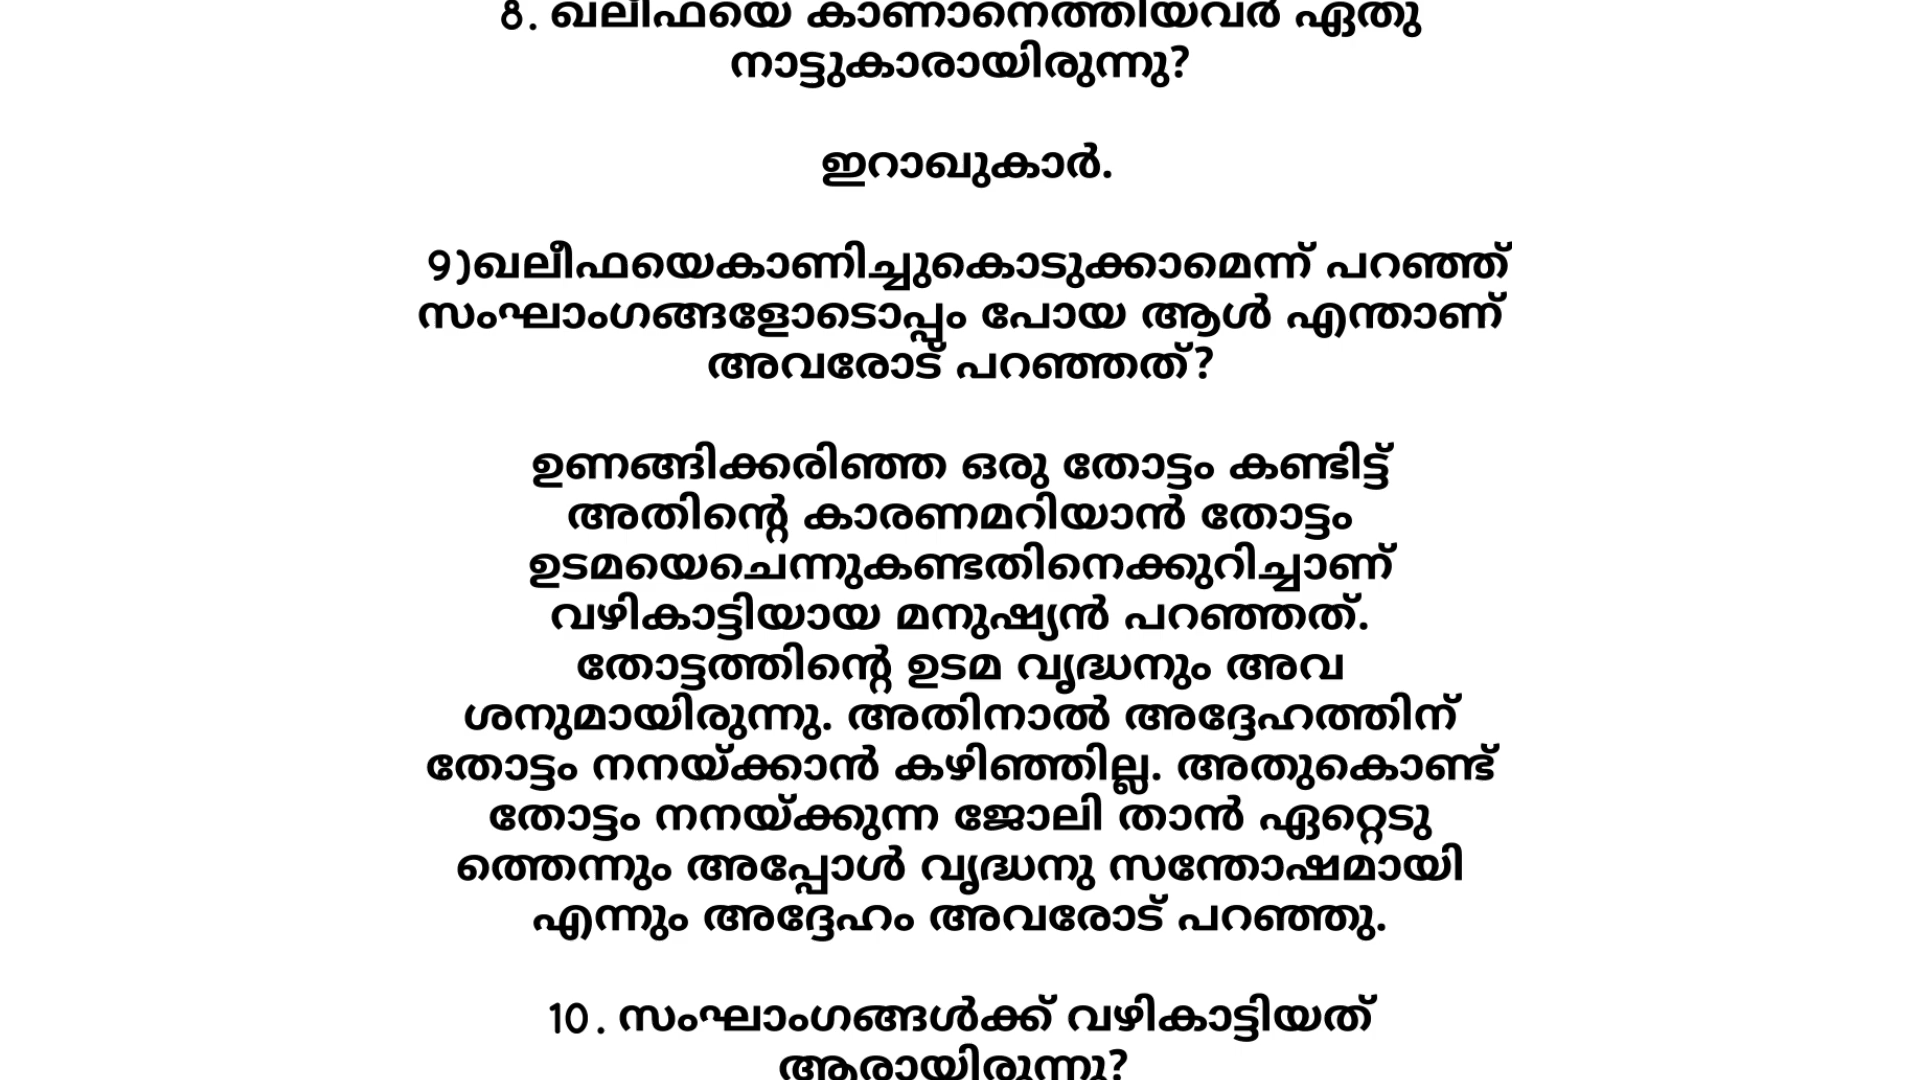 8. ഖലീഫയെ കാണാനെത്തിയവർ ഏതു
നാട്ടുകാരായിരുന്നു?
ഇറാഖുകാർ.
9)ഖലീഫയെകാണിച്ചുകൊടുക്കാമെന്ന് പറഞ്ഞ്
സംഘാംഗങ്ങളോടൊപ്പം പോയ ആൾ എന്താണ്
അവരോട് പറഞ്ഞത്?
ഉണങ്ങിക്കരിഞ്ഞ ഒരു തോട്ടം കണ്ടിട്ട്
അതിന്റെ കാരണമറിയാൻ തോട്ടം
ഉടമയെചെന്നുകണ്ടതിനെക്കുറിച്ചാണ്
വഴികാട്ടിയായ മനുഷ്യൻ പറഞ്ഞത്.
തോട്ടത്തിന്റെ ഉടമ വൃദ്ധനും അവ
ശനുമായിരുന്നു. അതിനാൽ അദ്ദേഹത്തിന്
തോട്ടം നനയ്ക്കാൻ കഴിഞ്ഞില്ല. അതുകൊണ്ട്
തോട്ടം നനയ്ക്കുന്ന ജോലി താൻ ഏറ്റെടു
ത്തെന്നും അപ്പോൾ വൃദ്ധനു സന്തോഷമായി
എന്നും അദ്ദേഹം അവരോട് പറഞ്ഞു.
10. സംഘാംഗങ്ങൾക്ക് വഴികാട്ടിയത്
ആരായിരുന്നു?